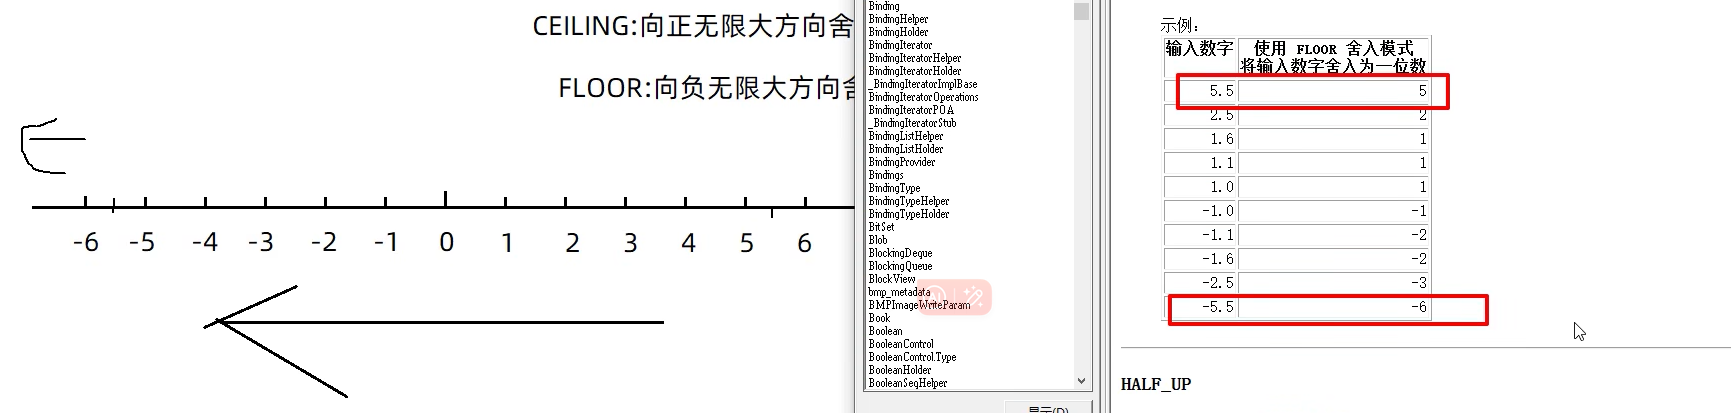 CEILING:向正无限大方向舍
FLOOR:向负无限大方向舍
-6 -5 -4 -3 -2 -1 0 1 2 3 4 5 6
Binding
BindingHelper
BindingHolder
BindingIterator
BindingIteratorHelper
BindingIteratorHolder
_BindingIteratorImplBase
BindingIteratorOperations
BindingIteratorPOA
_BindingIteratorStub
BindingListHelper
BindingListHolder
BindingProvider
Bindings
BindingType
BindingTypeHelper
BindingTypeHolder
BitSet
Blob
BlockingDeque
BlockingQueue
BlockView
bmp_metadata
BMPImageWriteParam
Book
Boolean
BooleanControl
BooleanControl.Type
BooleanHolder
BooleanSeqHelper
显示(D)
示例：
输入数字 使用 FLOOR 舍入模式
将输入数字舍入为一位数
5.5 5
2.5 2
1.6 1
1.1 1
1.0 1
-1.0 -1
-1.1 -2
-1.6 -2
-2.5 -3
-5.5 -6
HALF_UP